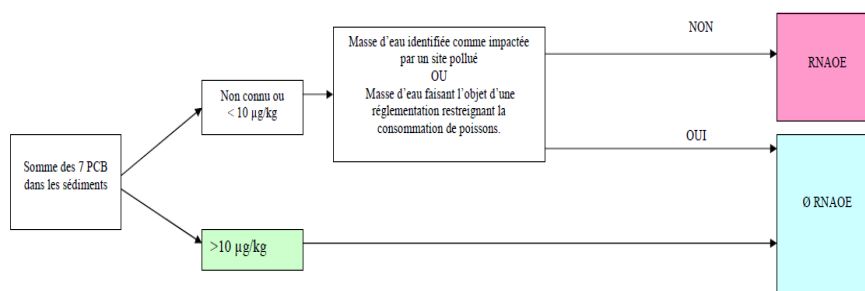 Somme des 7 PCB
dans les sédiments
Non connu ou
< 10 µg/kg
>10 µg/kg
Masse d'eau identifiée comme impactée
par un site pollué
OU
Masse d'eau faisant l'objet d'une
réglementation restreignant la
consommation de poissons.
NON
OUI
RNAOE
Ø RNAOE